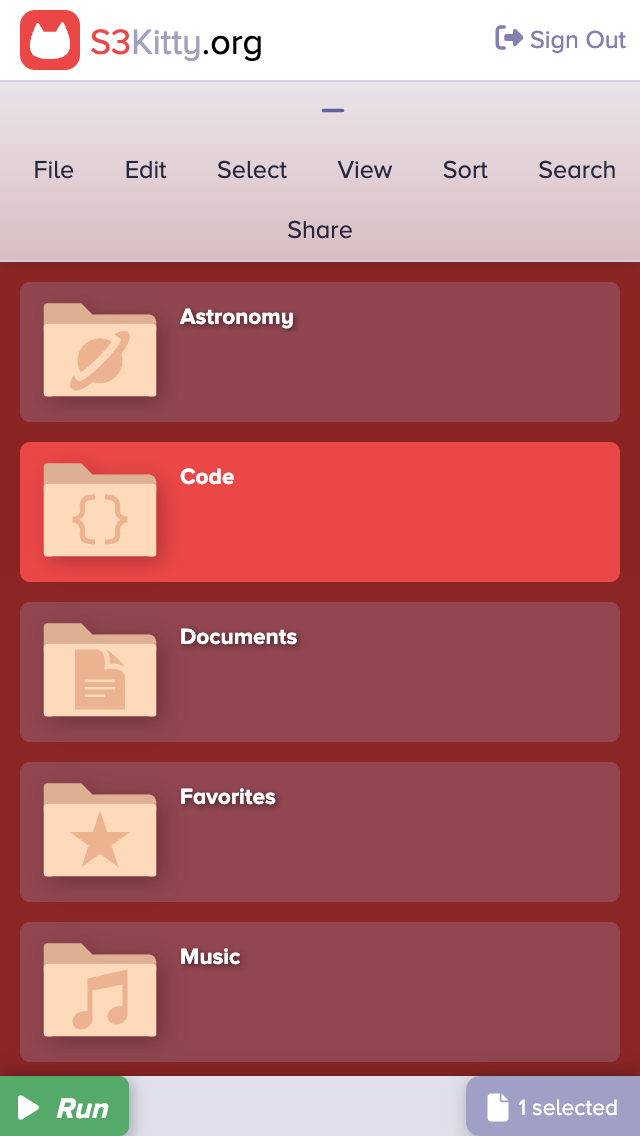 S3Kitty.org
Sign Out
File Edit Select View Sort Search
Share
Astronomy
Code
{}
Documents
Favorites
Music
Run
1 selected